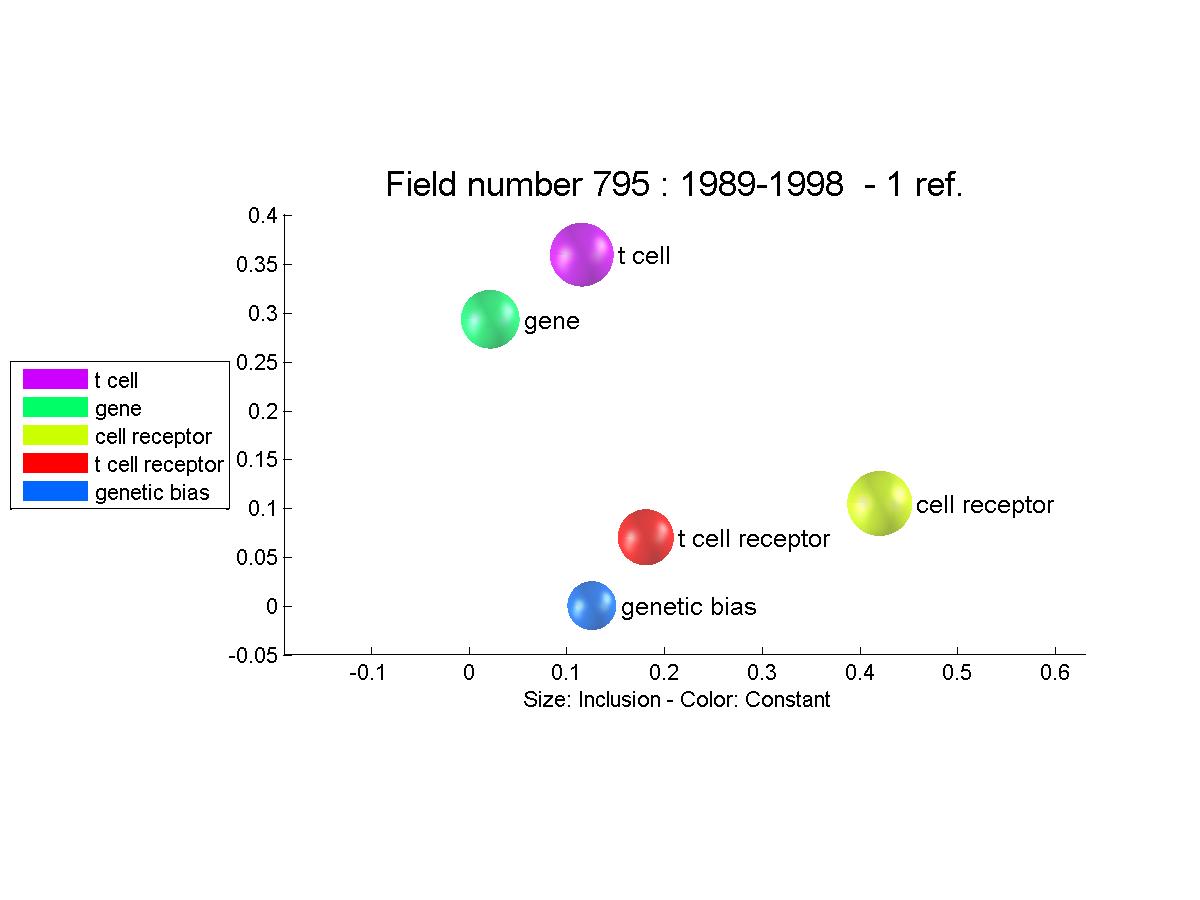 Field number 795 : 1989-1998 - 1 ref.
0.4
0.35
0.3
0.25
0.2
0.15
0.1
0.05
0
-0.05
t cell
gene
cell receptor
t cell receptor
genetic bias
t cell
gene
cell receptor
t cell receptor
genetic bias
-0.1 0 0.1 0.2 0.3 0.4 0.5 0.6
Size: Inclusion - Color: Constant